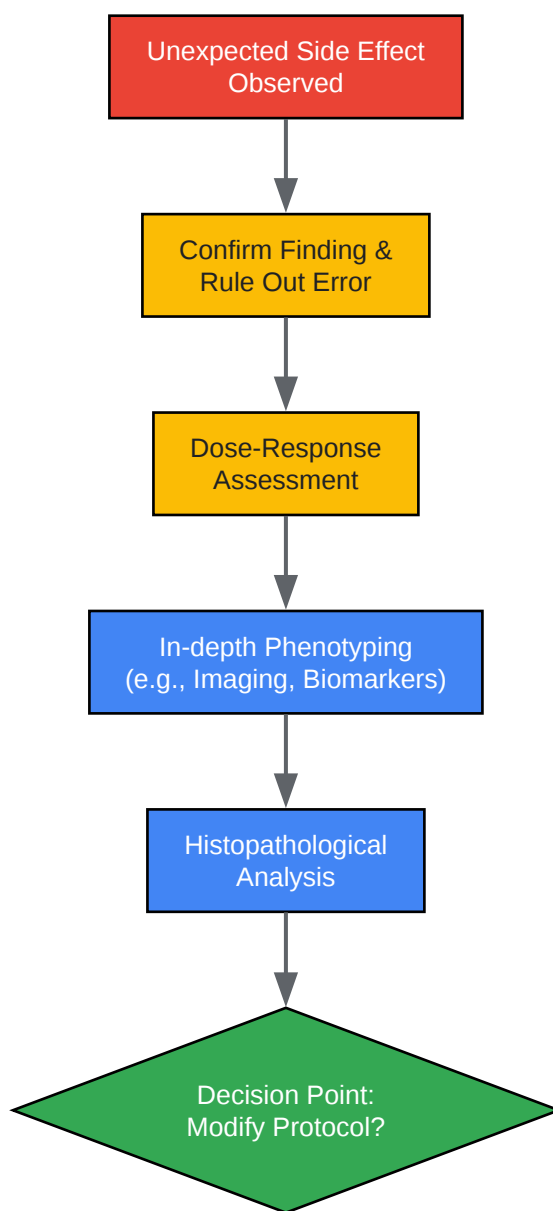 Unexpected Side Effect
Observed
Confirm Finding &
Rule Out Error
Dose-Response
Assessment
In-depth Phenotyping
(e.g., Imaging, Biomarkers)
Histopathological
Analysis
Decision Point:
Modify Protocol?